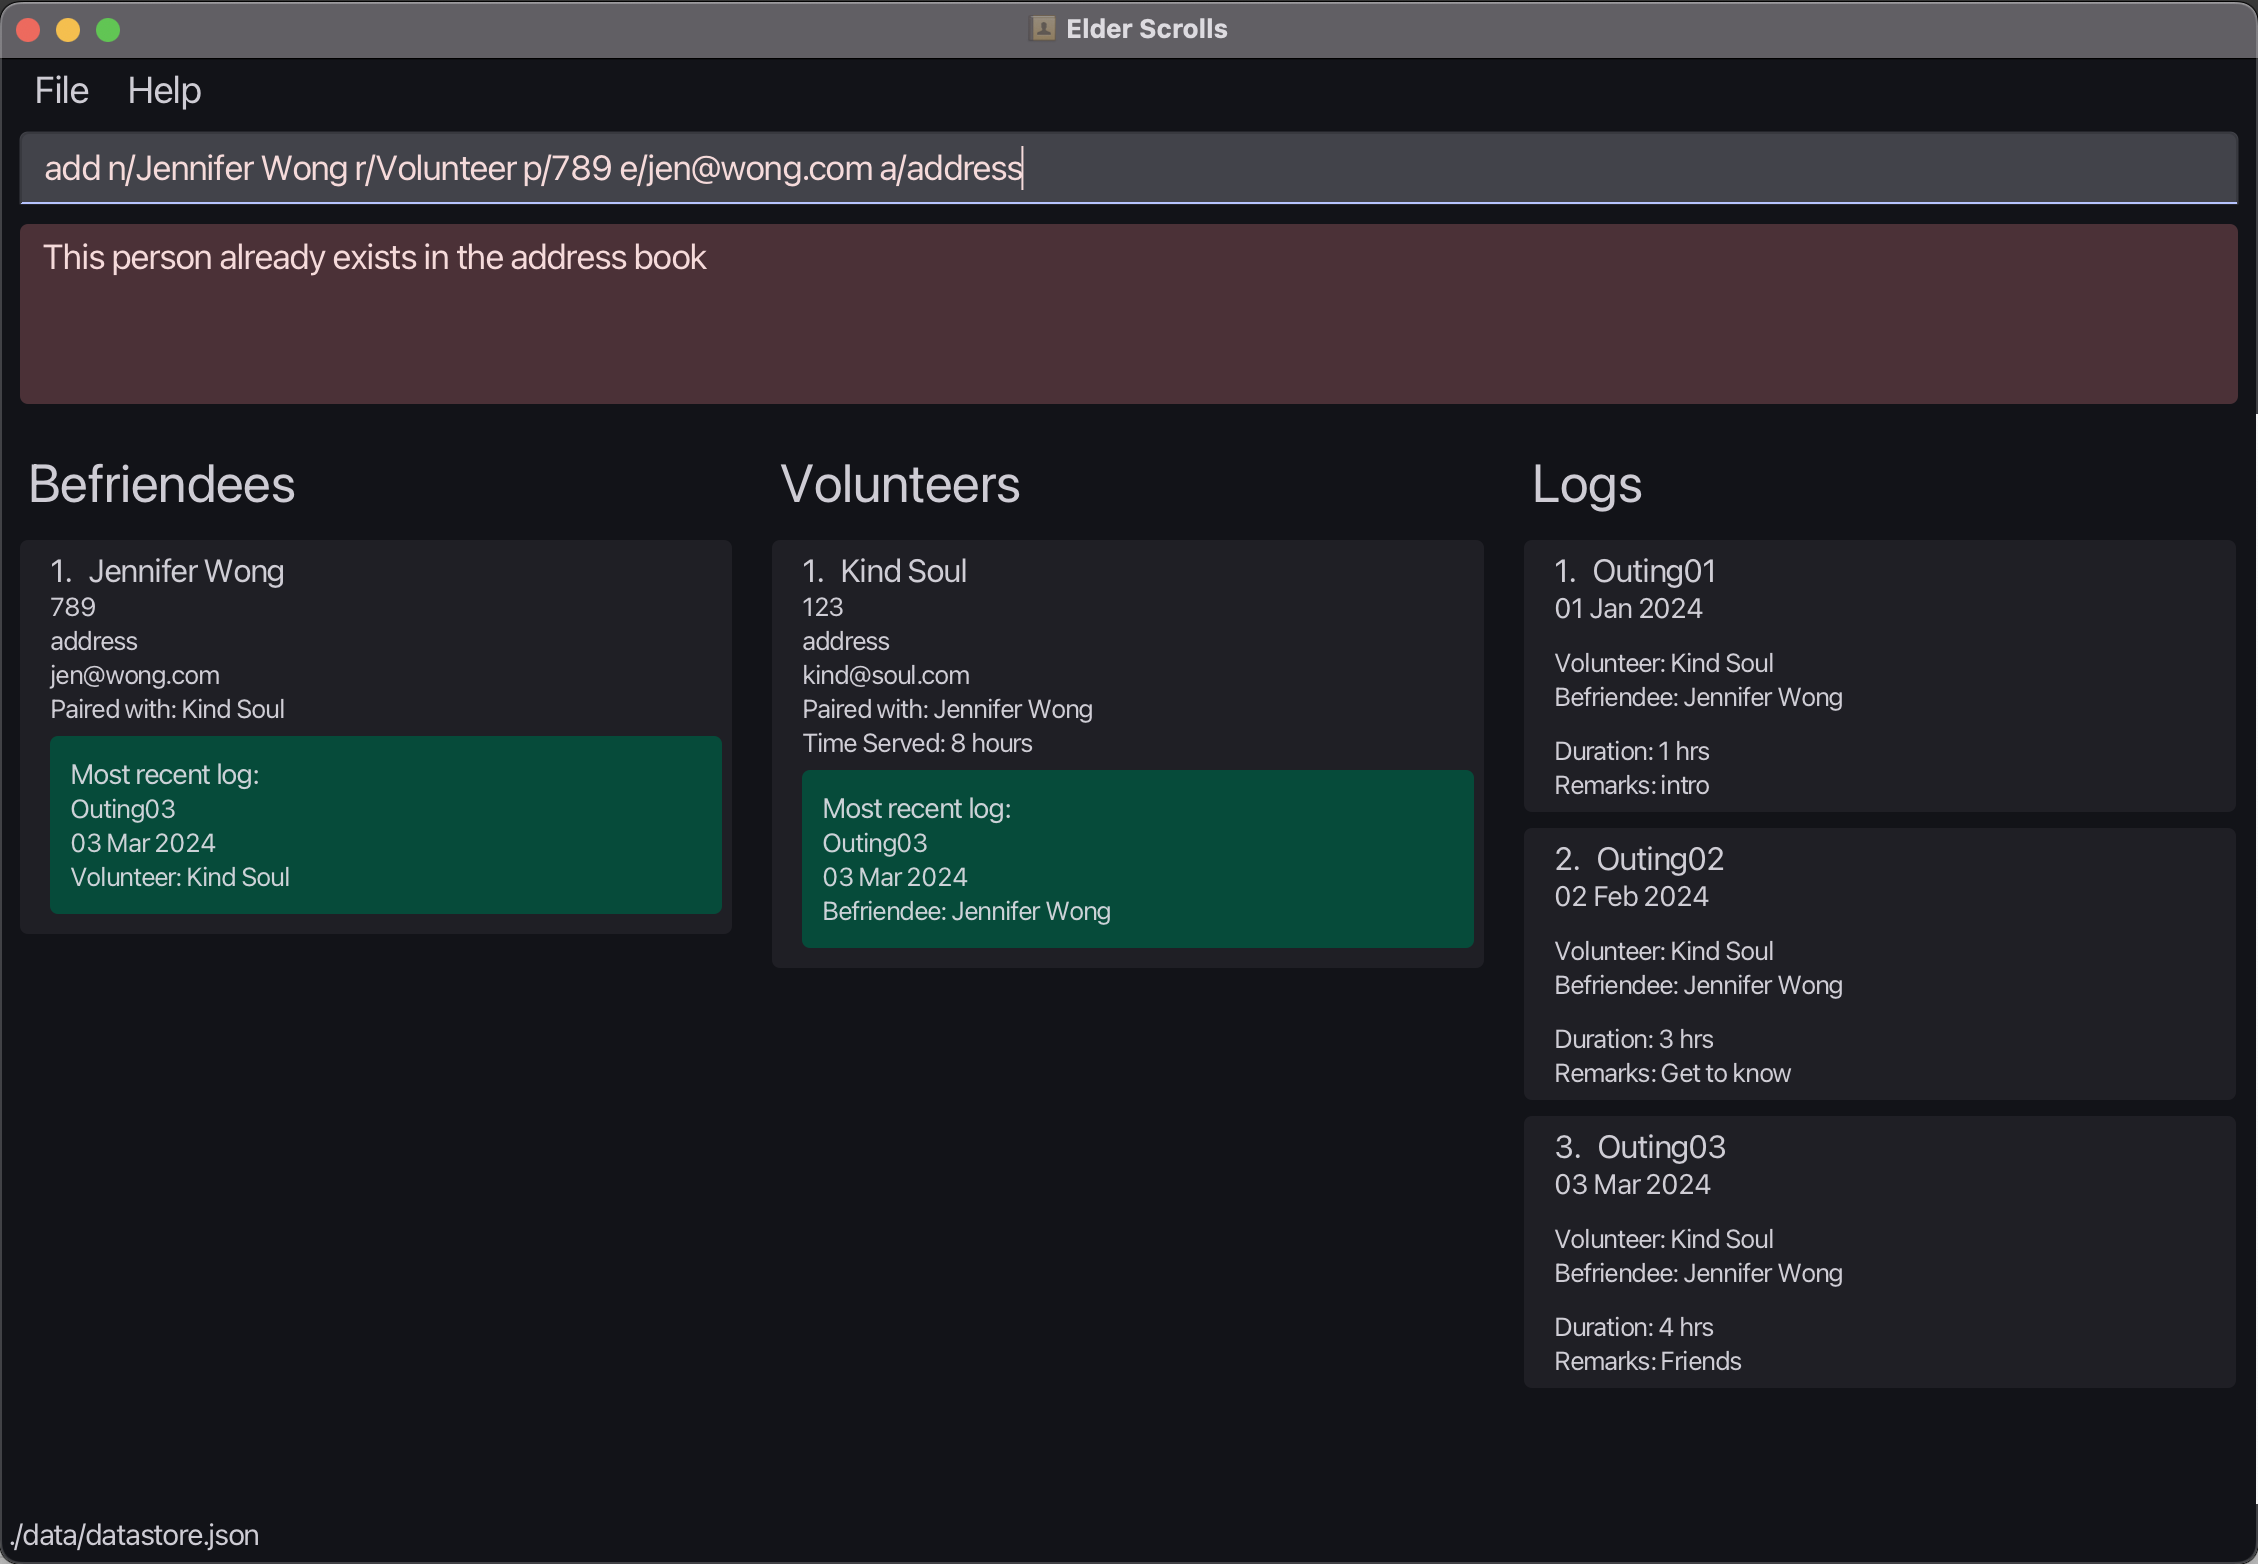 Elder Scrolls
File Help
add n/Jennifer Wong r/Volunteer p/789 e/jen@wong.com a/address
This person already exists in the address book
Befriendees
1. Jennifer Wong
789
address
jen@wong.com
Paired with: Kind Soul
Most recent log:
Outing03
03 Mar 2024
Volunteer: Kind Soul
Volunteers
1. Kind Soul
123
address
kind@soul.com
Paired with: Jennifer Wong
Time Served: 8 hours
Most recent log:
Outing03
03 Mar 2024
Befriendee: Jennifer Wong
Logs
1. Outing01
01 Jan 2024
Volunteer: Kind Soul
Befriendee: Jennifer Wong
Duration: 1 hrs
Remarks: intro
2. Outing02
02 Feb 2024
Volunteer: Kind Soul
Befriendee: Jennifer Wong
Duration: 3 hrs
Remarks: Get to know
3. Outing03
03 Mar 2024
Volunteer: Kind Soul
Befriendee: Jennifer Wong
Duration: 4 hrs
Remarks: Friends
./data/datastore.json